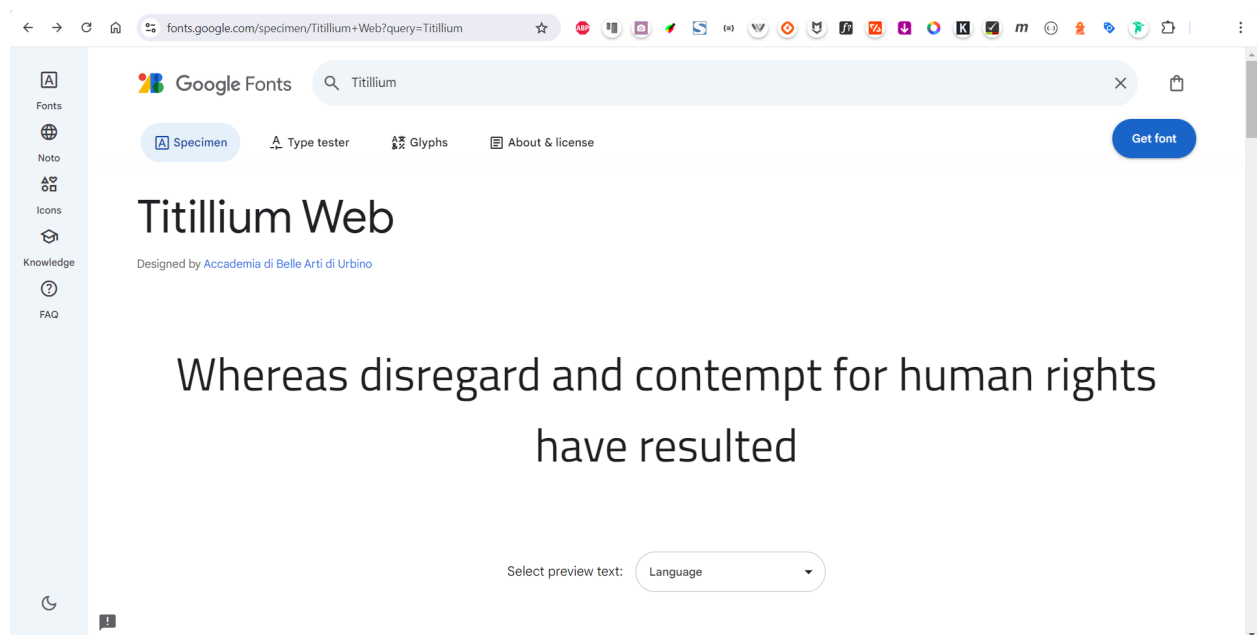 fonts.google.com/specimen/Titillium+Web?query=Titillium
ABP
S
f?
K
m
Fonts
Noto
Icons
Knowledge
FAQ
Google Fonts
Titillium
Specimen
Type tester
Glyphs
About & license
Get font
Titillium Web
Designed by Accademia di Belle Arti di Urbino
Whereas disregard and contempt for human rights
have resulted
Select preview text:
Language